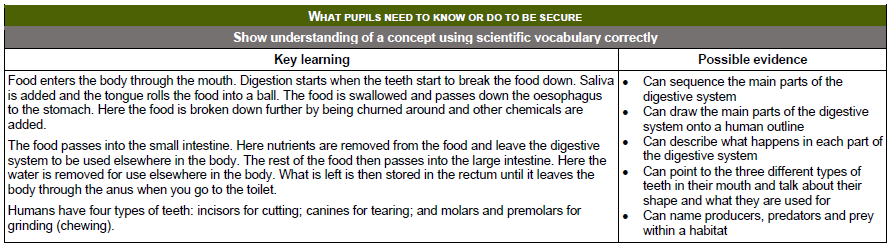 WHAT PUPILS NEED TO KNOW OR DO TO BE SECURE
Show understanding of a concept using scientific vocabulary correctly
Key learning
Food enters the body through the mouth. Digestion starts when the teeth start to break the food down. Saliva
is added and the tongue rolls the food into a ball. The food is swallowed and passes down the oesophagus
to the stomach. Here the food is broken down further by being churned around and other chemicals are
added.
The food passes into the small intestine. Here nutrients are removed from the food and leave the digestive
system to be used elsewhere in the body. The rest of the food then passes into the large intestine. Here the
water is removed for use elsewhere in the body. What is left is then stored in the rectum until it leaves the
body through the anus when you go to the toilet.
Humans have four types of teeth: incisors for cutting; canines for tearing; and molars and premolars for
grinding (chewing).
Possible evidence
• Can sequence the main parts of the
digestive system
• Can draw the main parts of the digestive
system onto a human outline
• Can describe what happens in each part of
the digestive system
• Can point to the three different types of
teeth in their mouth and talk about their
shape and what they are used for
• Can name producers, predators and prey
within a habitat